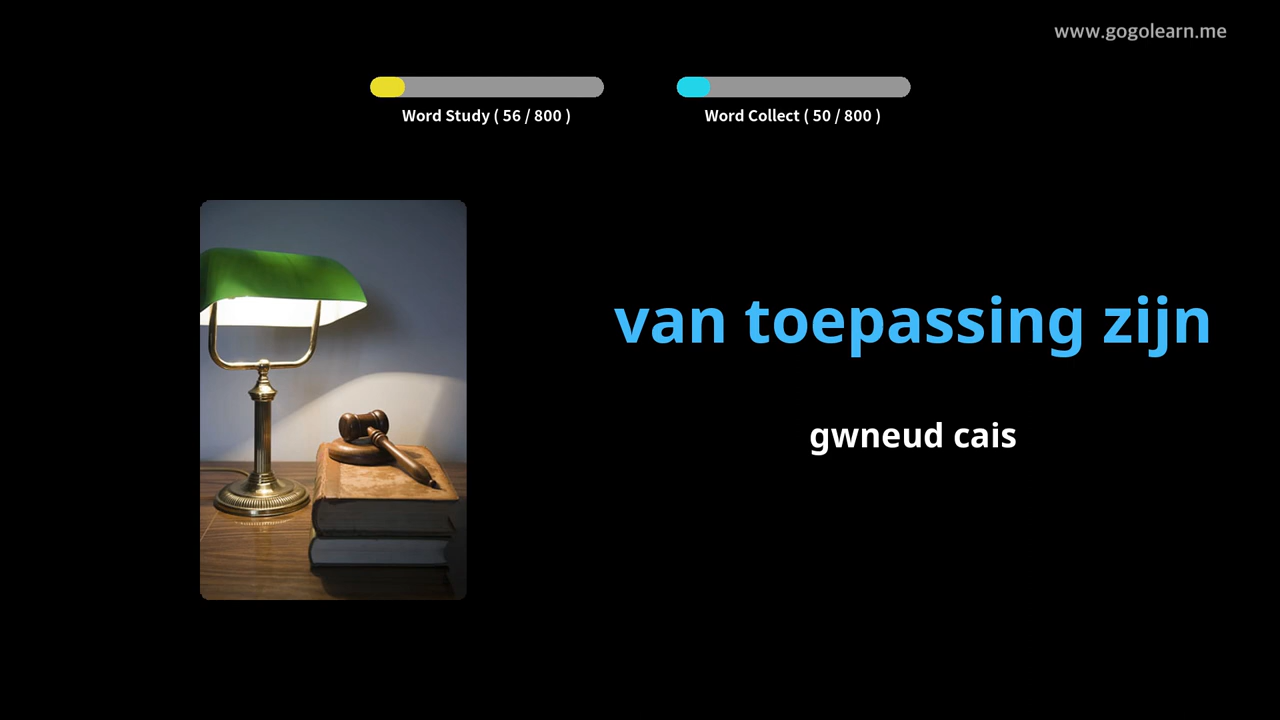 www.gogolearn.me
Word Study ( 56 / 800 )
Word Collect ( 50 / 800 )
van toepassing zijn
gwneud cais